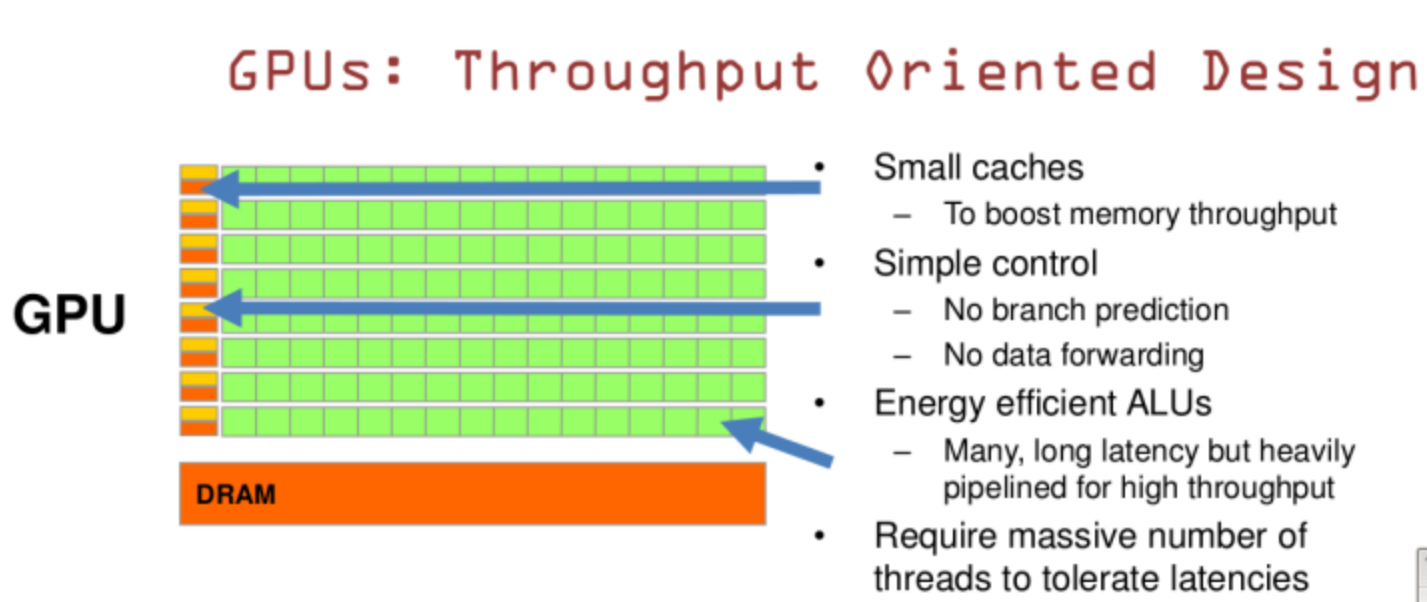 GPUs: Throughput Oriented Design
GPU
DRAM
• Small caches
– To boost memory throughput
• Simple control
– No branch prediction
– No data forwarding
• Energy efficient ALUs
– Many, long latency but heavily
pipelined for high throughput
• Require massive number of
threads to tolerate latencies